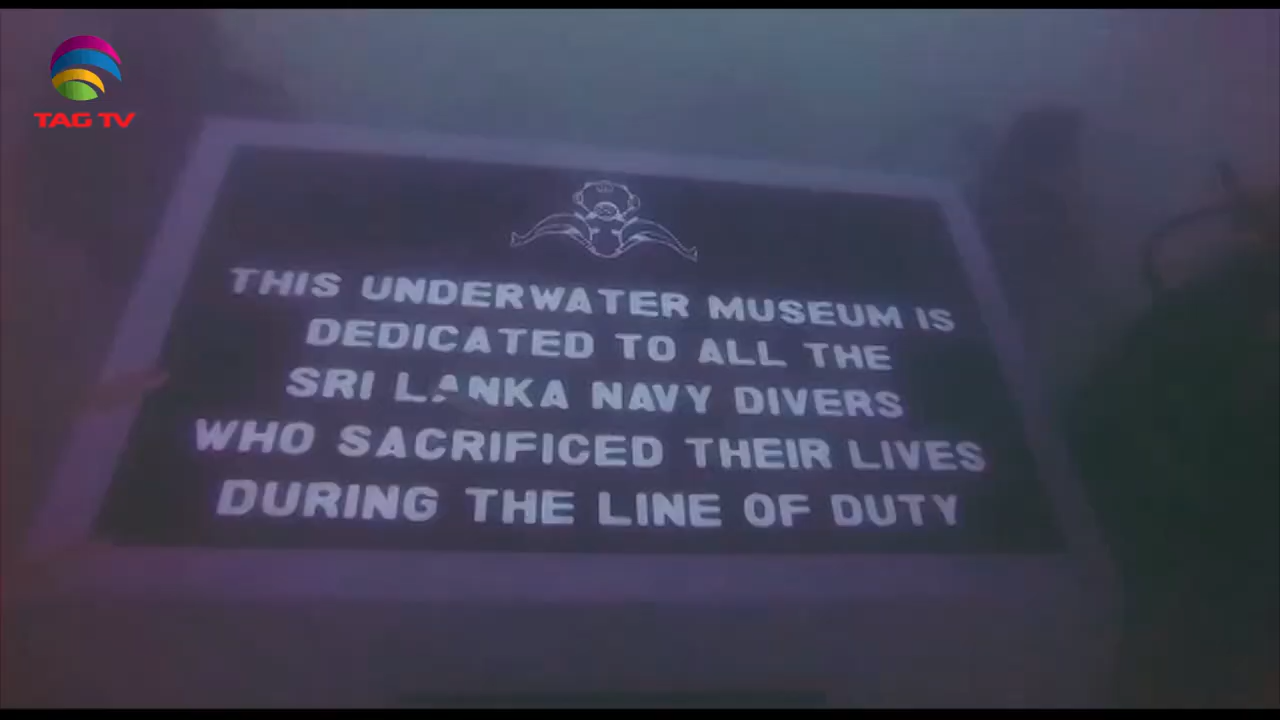 TAG TV
THIS UNDERWATER MUSEUM IS
DEDICATED TO ALL THE
SRI LANKA NAVY DIVERS
WHO SACRIFICED THEIR LIVES
DURING THE LINE OF DUTY